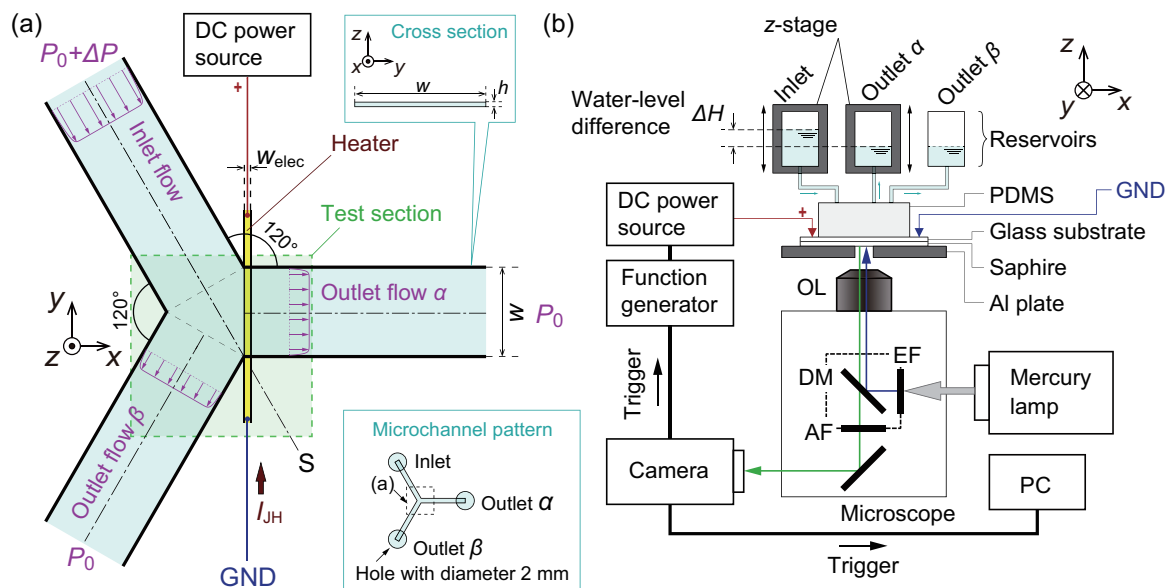 (a)
DC power
source
P0+ΔP
+
Cross section
z
x
y
w
h
Inlet flow
welec
Heater
Test section
120°
120°
Outlet flow α
w
P0
y
z
x
Outlet flow β
P0
S
IJH
GND
Microchannel pattern
Inlet
(a)
Outlet α
Outlet β
Hole with diameter 2 mm
(b)
z-stage
Inlet
Outlet α
Outlet β
z
y
x
Water-level
difference
ΔH
Reservoirs
PDMS
GND
DC power
source
+
Glass substrate
Saphire
Al plate
Function
generator
OL
Trigger
DM
EF
AF
Mercury
lamp
Camera
Microscope
PC
Trigger